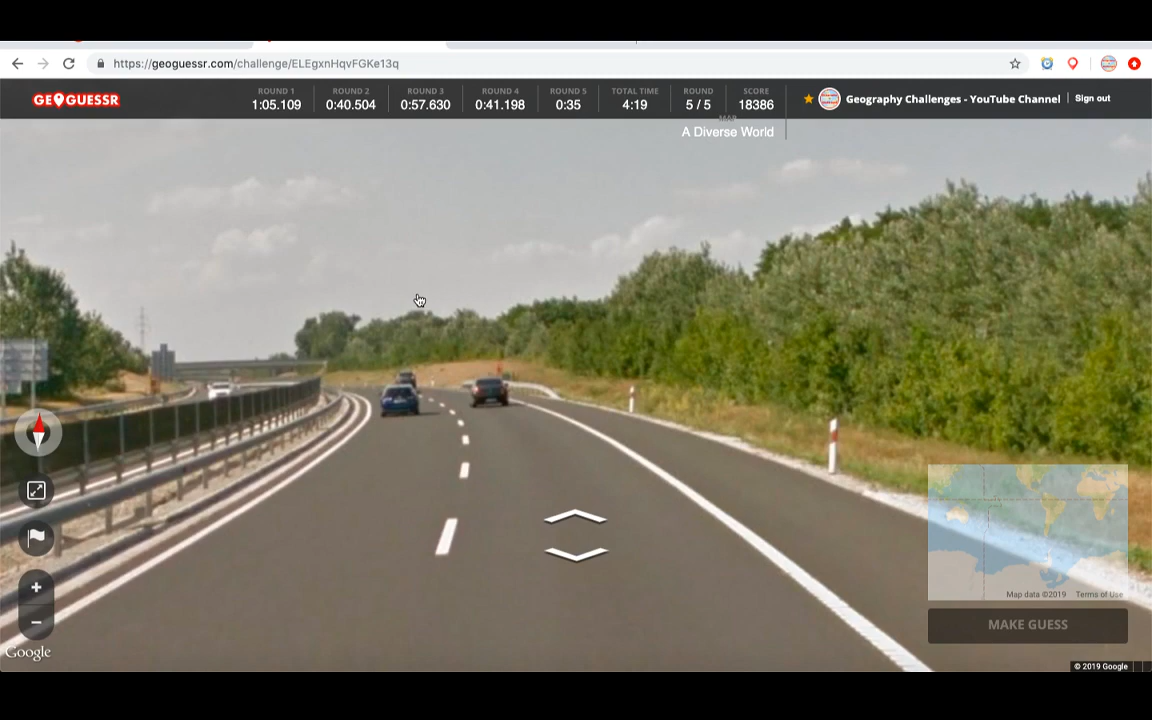 https://geoguessr.com/challenge/ELEgxnHqvFGKe13q
GEOGUESSR
ROUND 1 ROUND 2 ROUND 3 ROUND 4 ROUND 5 TOTAL TIME ROUND SCORE
1:05.109 0:40.504 0:57.630 0:41.198 0:35 4:19 5 / 5 18386
Geography Challenges - YouTube Channel Sign out
MAP
A Diverse World
Map data ©2019 Terms of Use
MAKE GUESS
Google
© 2019 Google